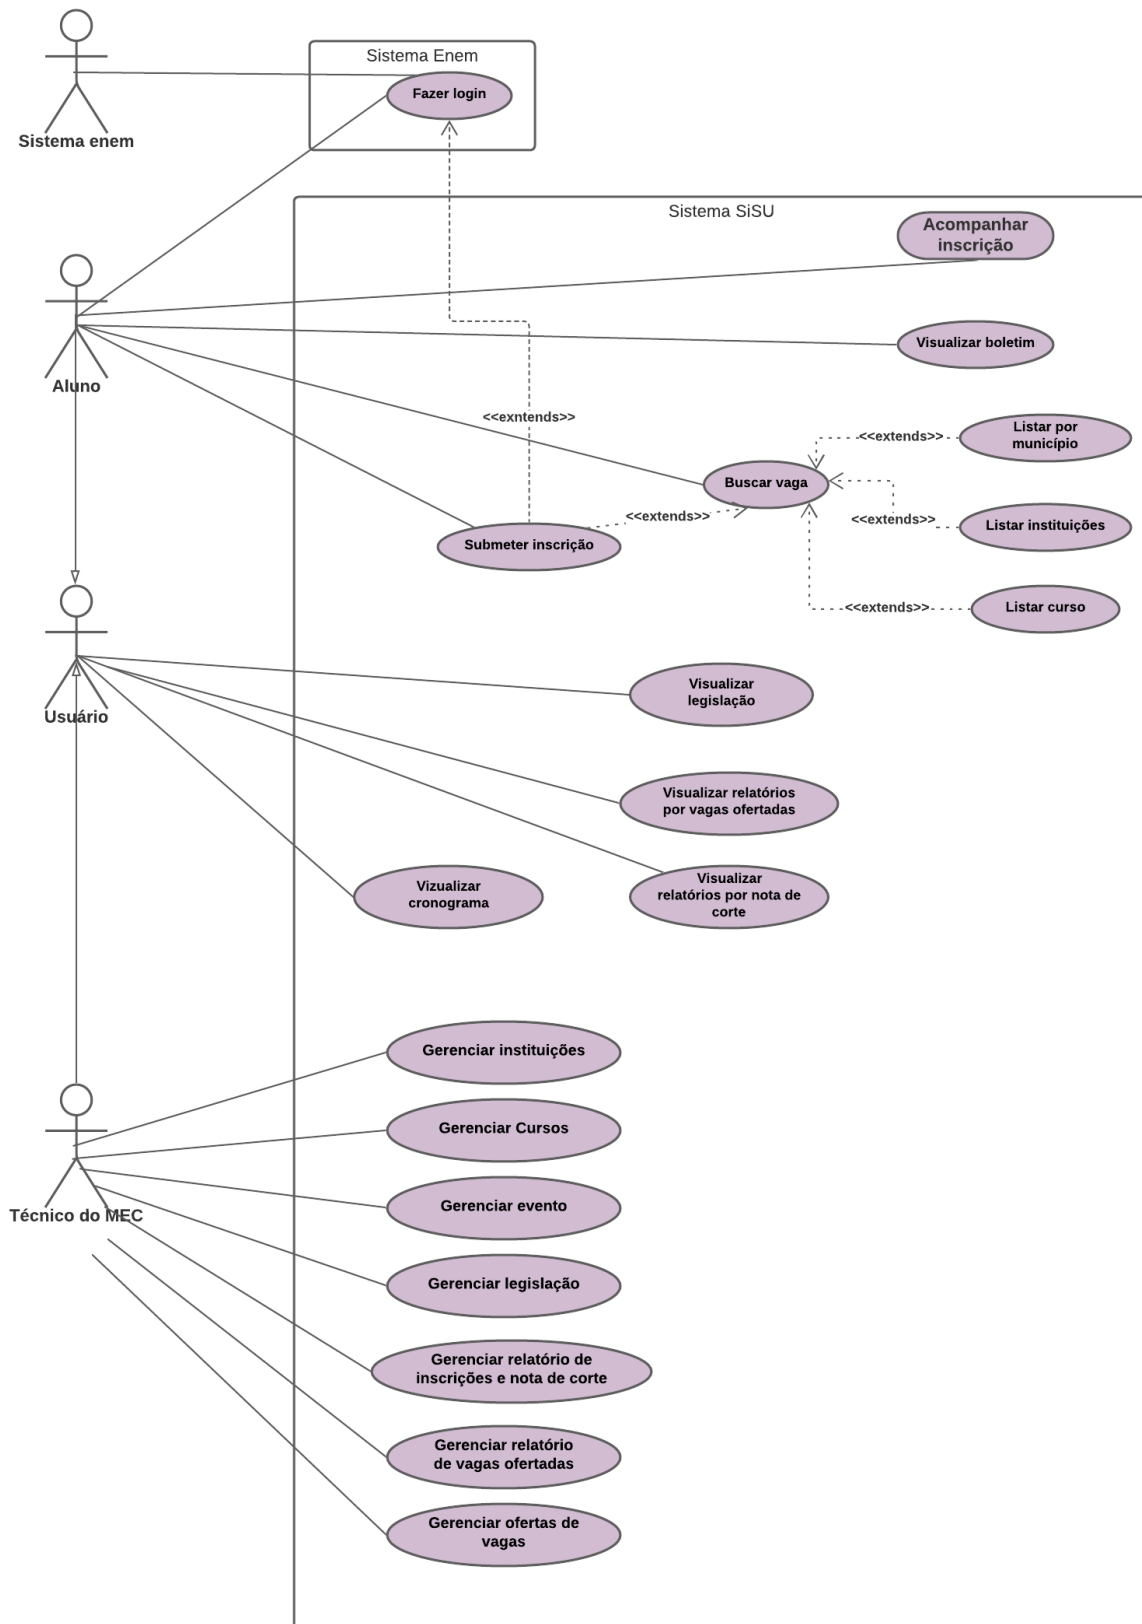 Sistema Enem
Fazer login
Sistema enem
Sistema SiSU
Acompanhar
inscrição
Visualizar boletim
Aluno
<<exntends>>
<<extends>>
Listar por
município
Buscar vaga
<<extends>>
<<extends>>
Listar instituições
Submeter inscrição
<<extends>>
Listar curso
Visualizar
legislação
Usuário
Visualizar relatórios
por vagas ofertadas
Vizualizar
cronograma
Visualizar
relatórios por nota de
corte
Gerenciar instituições
Gerenciar Cursos
Gerenciar evento
Técnico do MEC
Gerenciar legislação
Gerenciar relatório de
inscrições e nota de corte
Gerenciar relatório
de vagas ofertadas
Gerenciar ofertas de
vagas